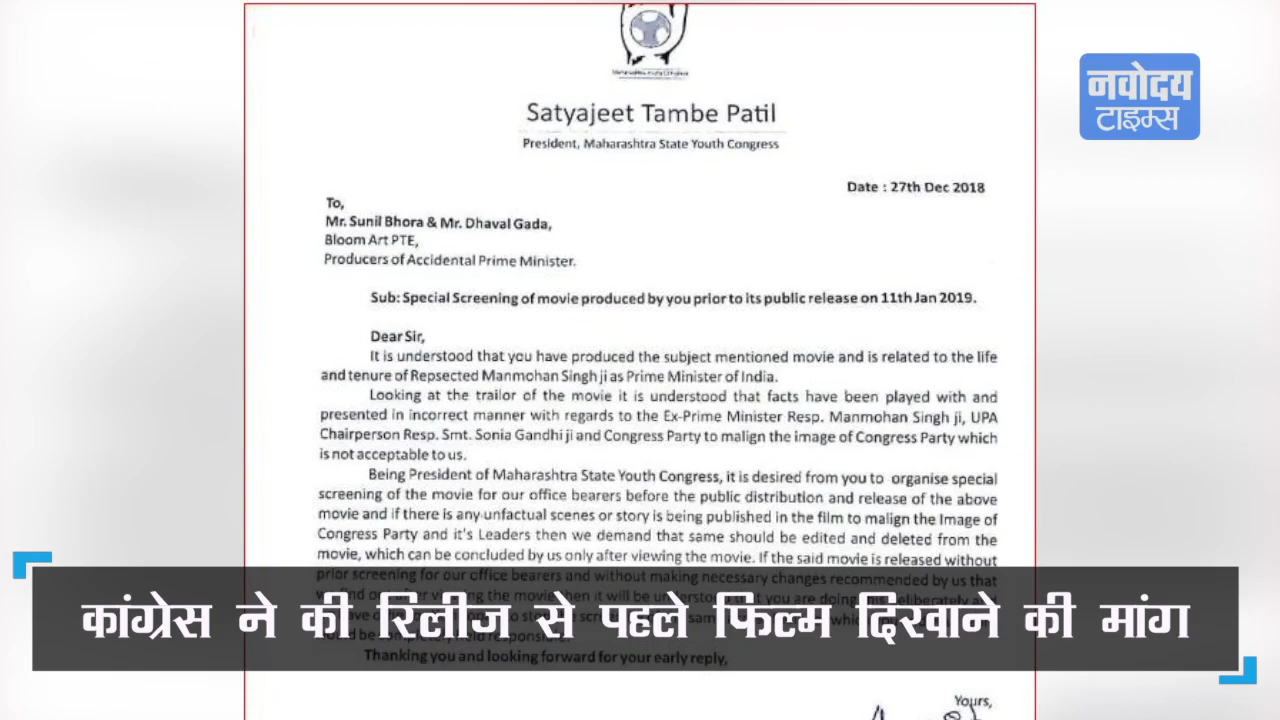 नवोदय
टाइम्स
Satyajeet Tambe Patil
President, Maharashtra State Youth Congress
Date : 27th Dec 2018
To,
Mr. Sunil Bhora & Mr. Dhaval Gada,
Bloom Art PTE,
Producers of Accidental Prime Minister.
Sub: Special Screening of movie produced by you prior to its public release on 11th Jan 2019.
Dear Sir,
It is understood that you have produced the subject mentioned movie and is related to the life
and tenure of Repsected Manmohan Singh ji as Prime Minister of India.
Looking at the trailor of the movie it is understood that facts have been played with and
presented in incorrect manner with regards to the Ex-Prime Minister Resp. Manmohan Singh ji, UPA
Chairperson Resp. Smt. Sonia Gandhi ji and Congress Party to malign the image of Congress Party which
is not acceptable to us.
Being President of Maharashtra State Youth Congress, it is desired from you to organise special
screening of the movie for our office bearers before the public distribution and release of the above
movie and if there is any unfactual scenes or story is being published in the film to malign the Image of
Congress Party and it's Leaders then we demand that same should be edited and deleted from the
movie, which can be concluded by us only after viewing the movie. If the said movie is released without
prior screening for our office bearers and without making necessary changes recommended by us that
after viewing the movie then it will be you are doing
Thanking you and looking forward for your early reply,
कांग्रेस ने की रिलीज से पहले फिल्म दिखाने की मांग
Yours,